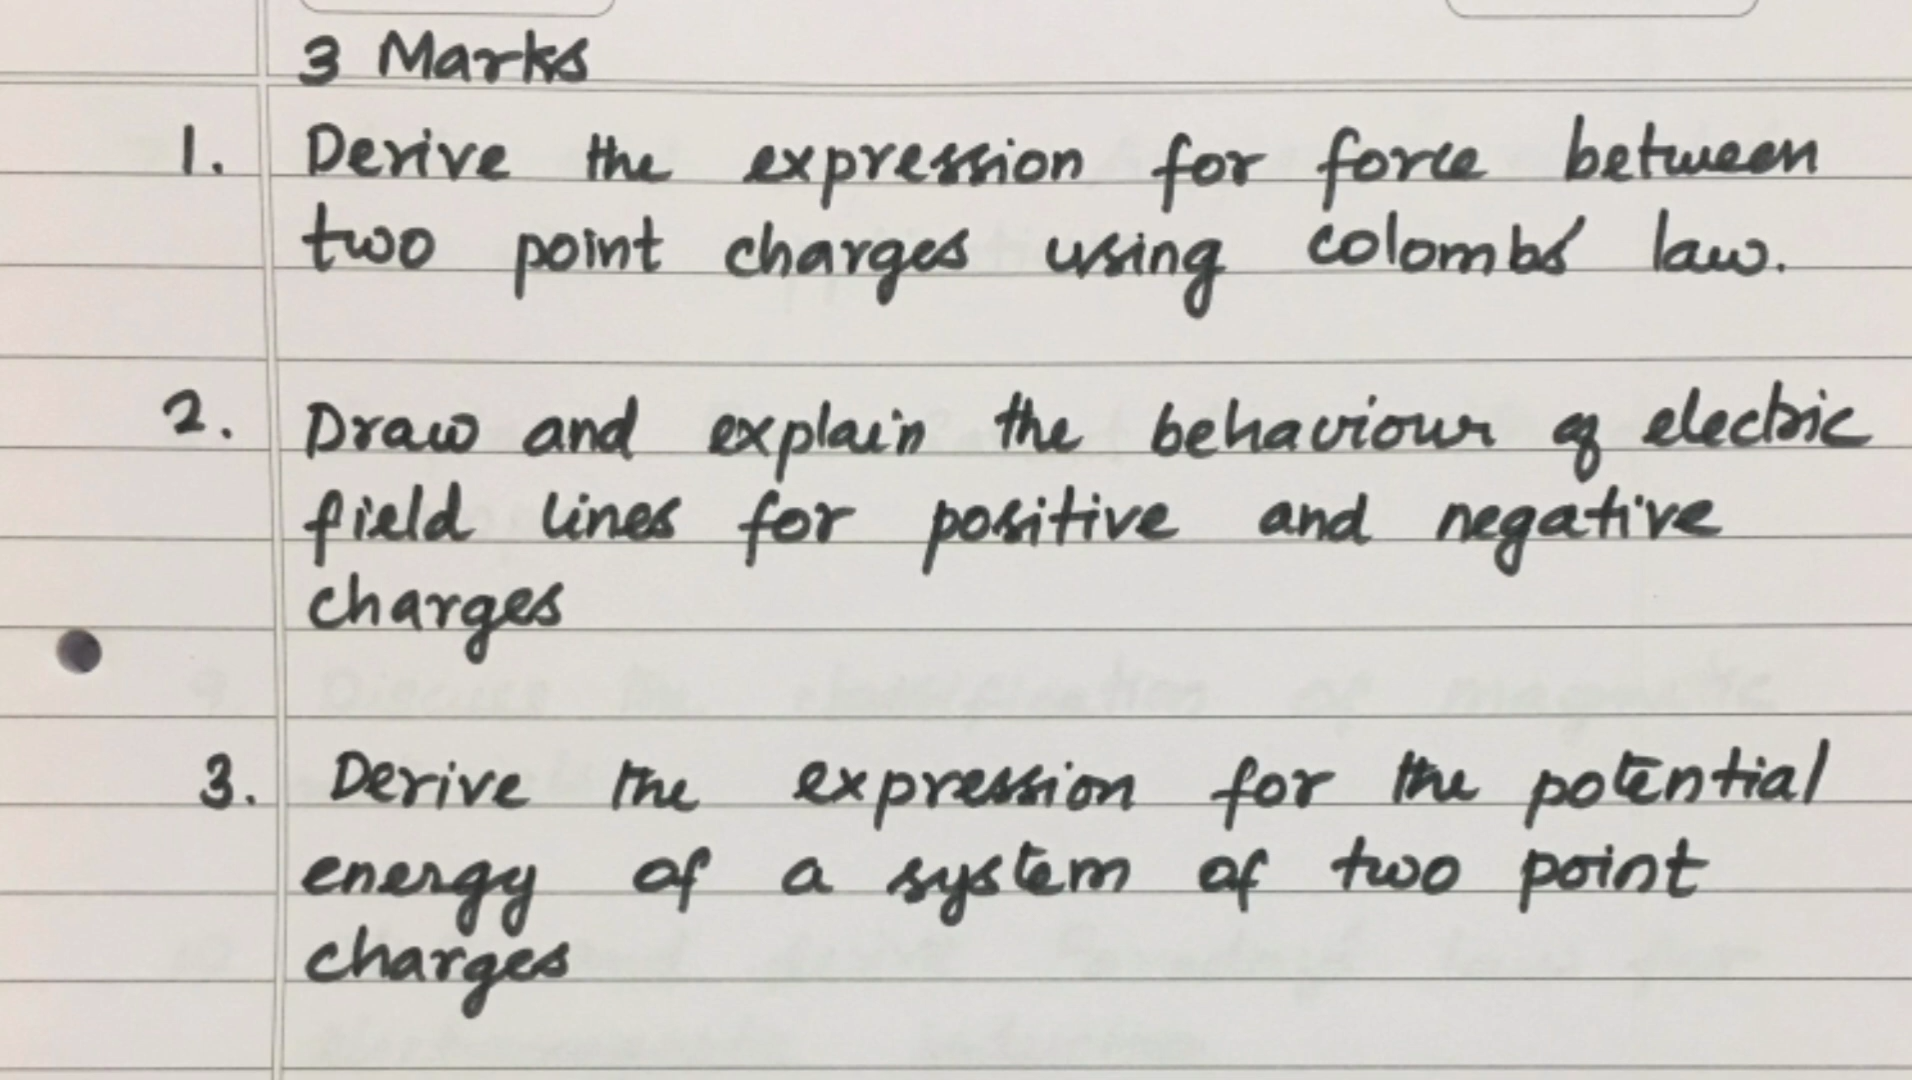 3 Marks
1. Derive the expression for force between
two point charges using colombs law.
2. Draw and explain the behaviour of electric
field lines for positive and negative
charges
3. Derive the expression for the potential
energy of a system of two point
charges